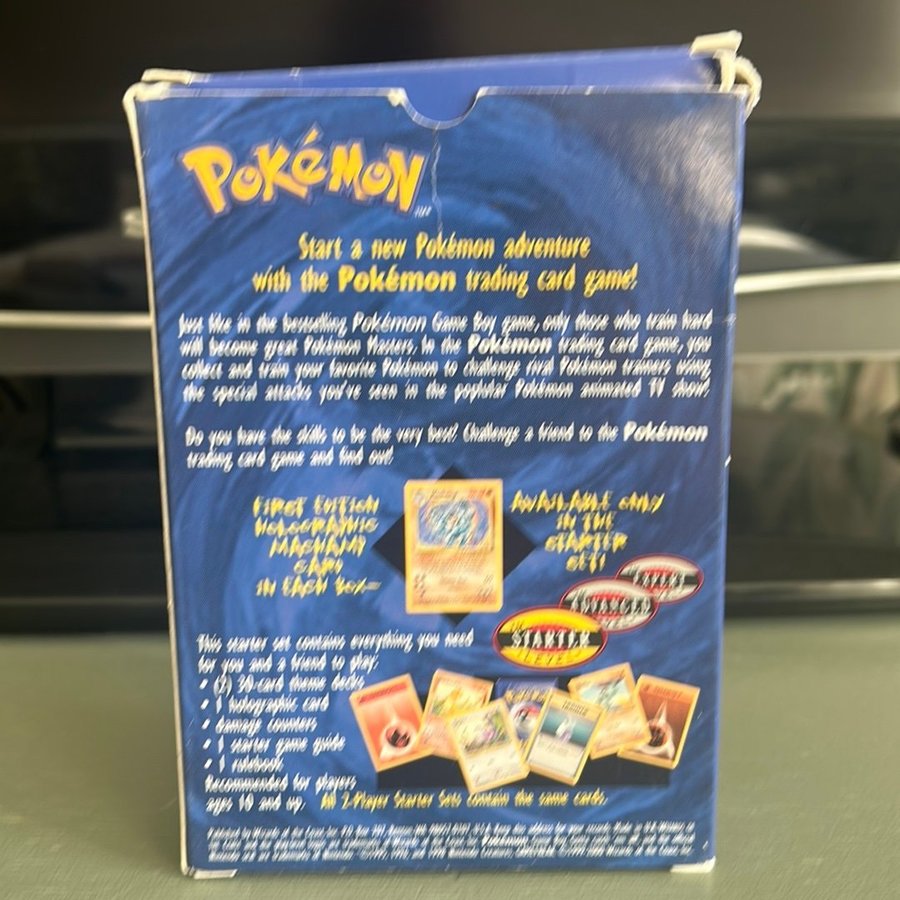 POKéMON
Start a new Pokémon adventure
with the Pokémon trading card game!
Just like in the bestselling Pokémon Game Boy game, only those who train hard
will become great Pokémon Masters. In the Pokémon trading card game, you
collect and train your favorite Pokémon to challenge rival Pokémon trainers using
the special attacks you've seen in the popular Pokémon animated TV show!
Do you have the skills to be the very best? Challenge a friend to the Pokémon
trading card game and find out!
FIRST EDITION
HOLOGRAPHIC
MACHAMP
CARD
IN EACH BOX—
AVAILABLE ONLY
IN THE
STARTER
SET!
EXPERT
ADVANCED
STARTER
LEVEL
This starter set contains everything you need
for you and a friend to play:
• (2) 30-card theme decks
• 1 holographic card
• damage counters
• 1 starter game guide
• 1 rulebook
Recommended for players
ages 10 and up.
All 2-Player Starter Sets contain the same cards.
TRAINER